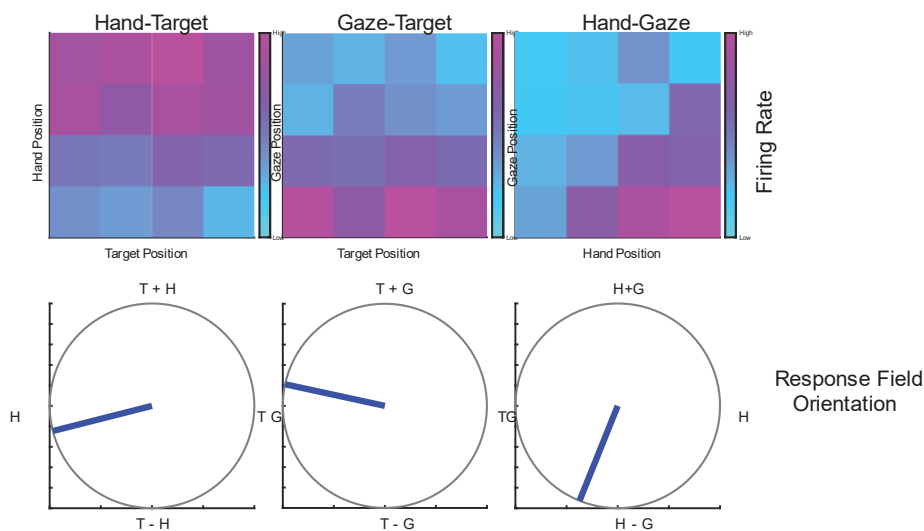 Hand-Target
Gaze-Target
Hand-Gaze
High
High
High
Hand Position
Gaze Position
Gaze Position
Firing Rate
Low
Low
Low
Target Position
Target Position
Hand Position
T + H
T + G
H+G
H
T
G
T
G
H
Response Field
Orientation
T - H
T - G
H - G